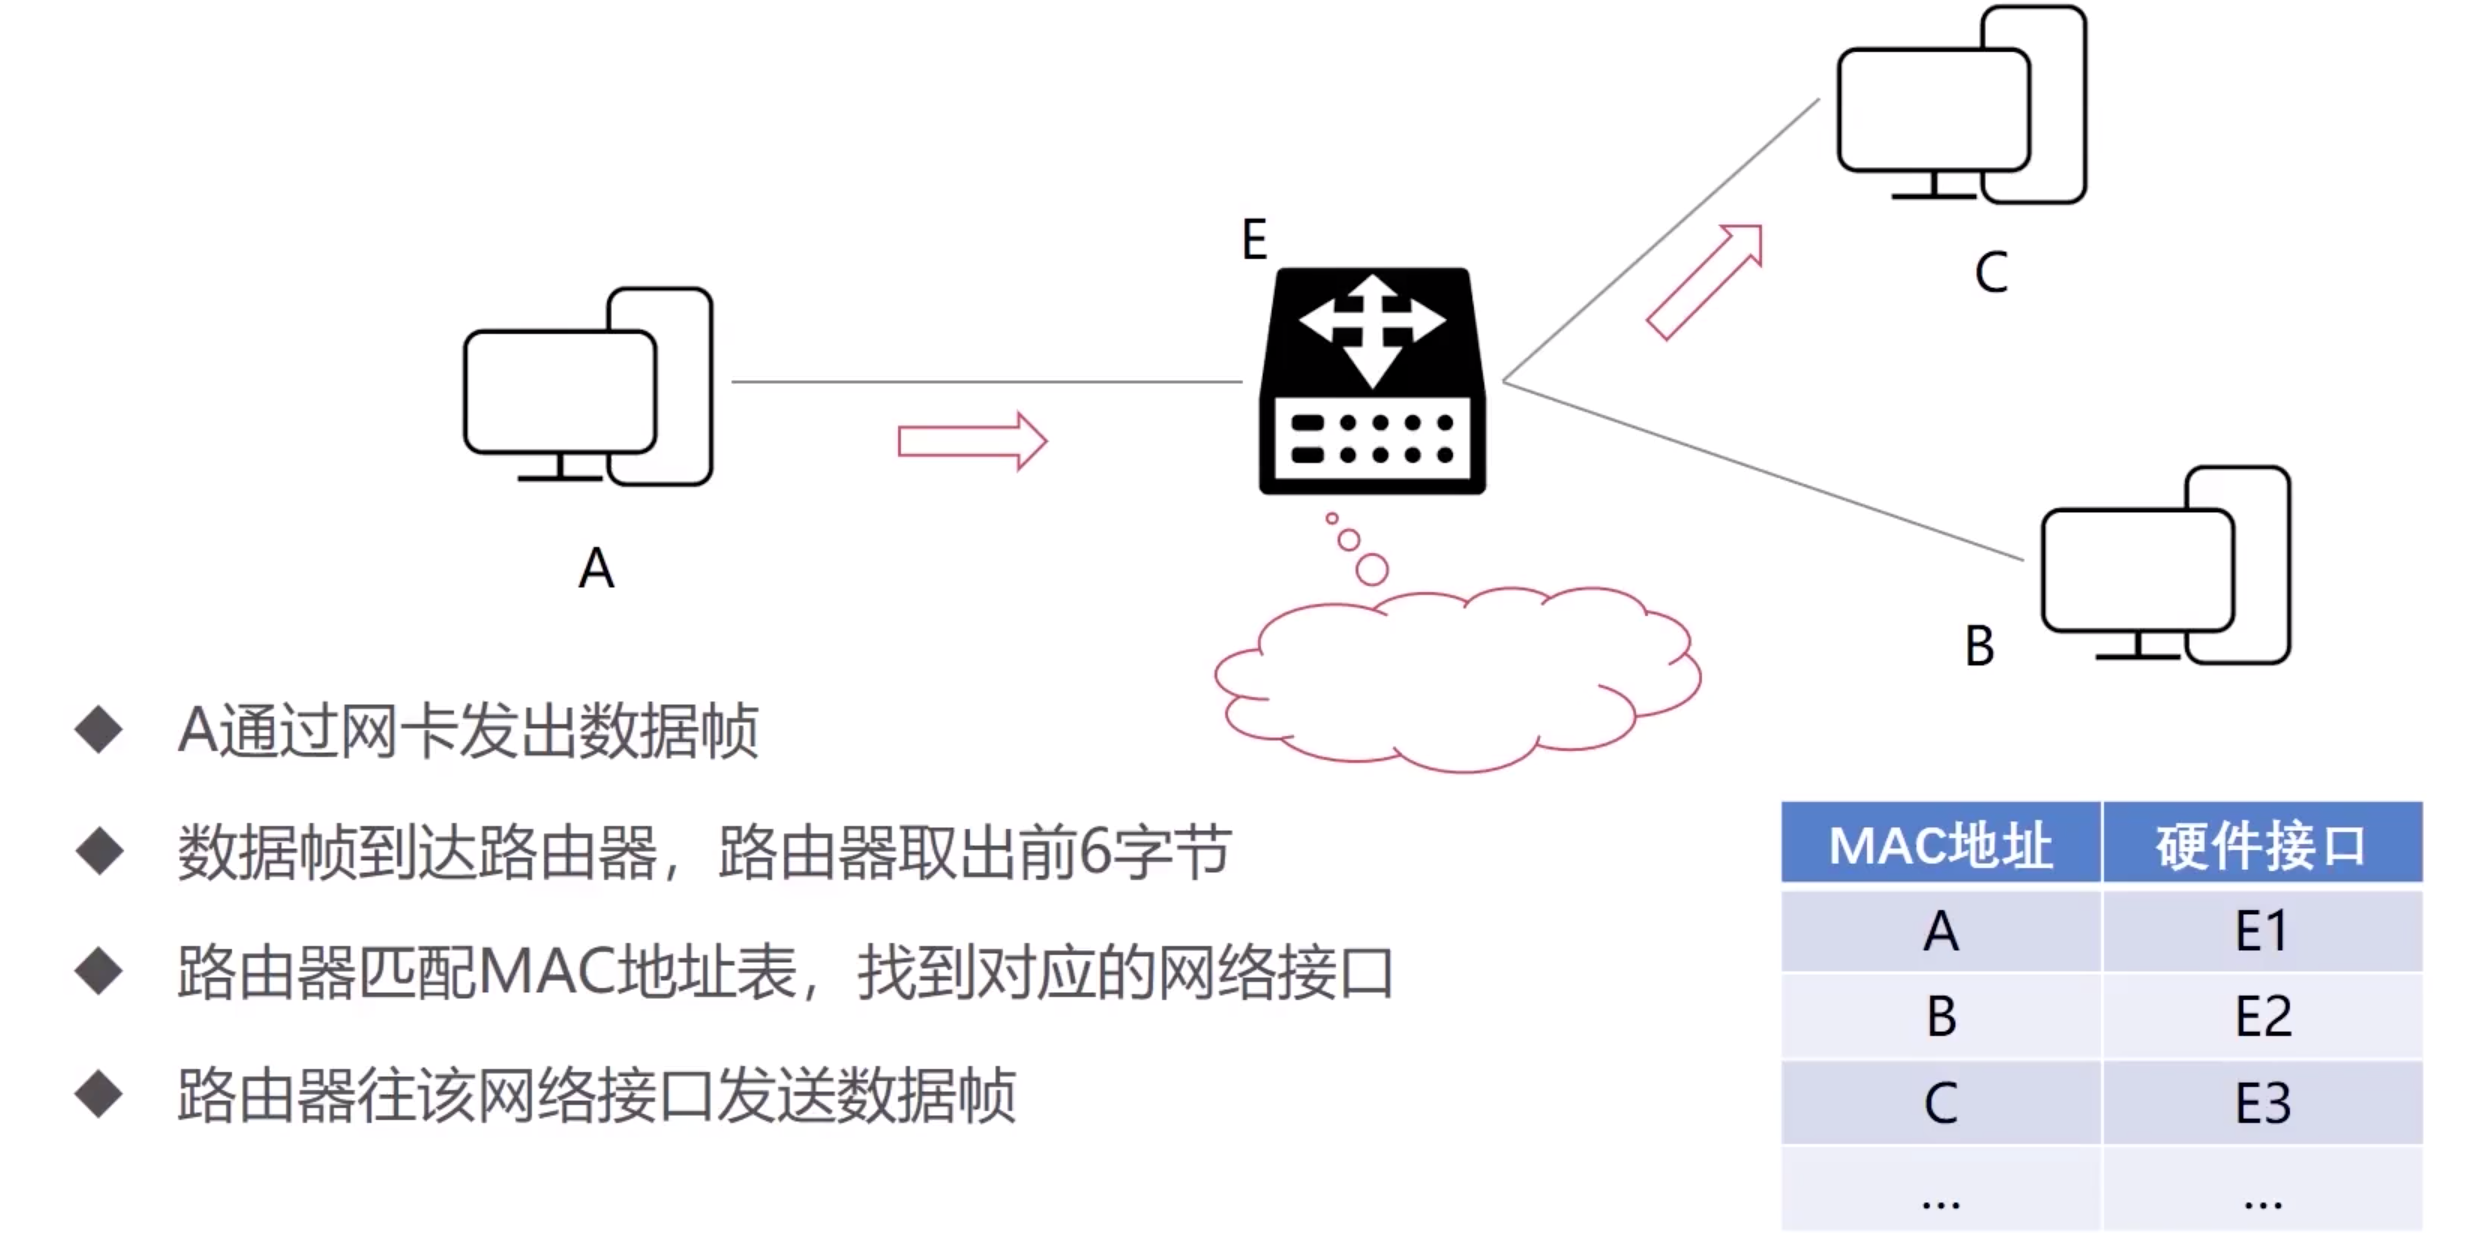 E
C
A
B
A通过网卡发出数据帧
数据帧到达路由器，路由器取出前6字节
路由器匹配MAC地址表，找到对应的网络接口
路由器往该网络接口发送数据帧
MAC地址 硬件接口
A E1
B E2
C E3
... ...